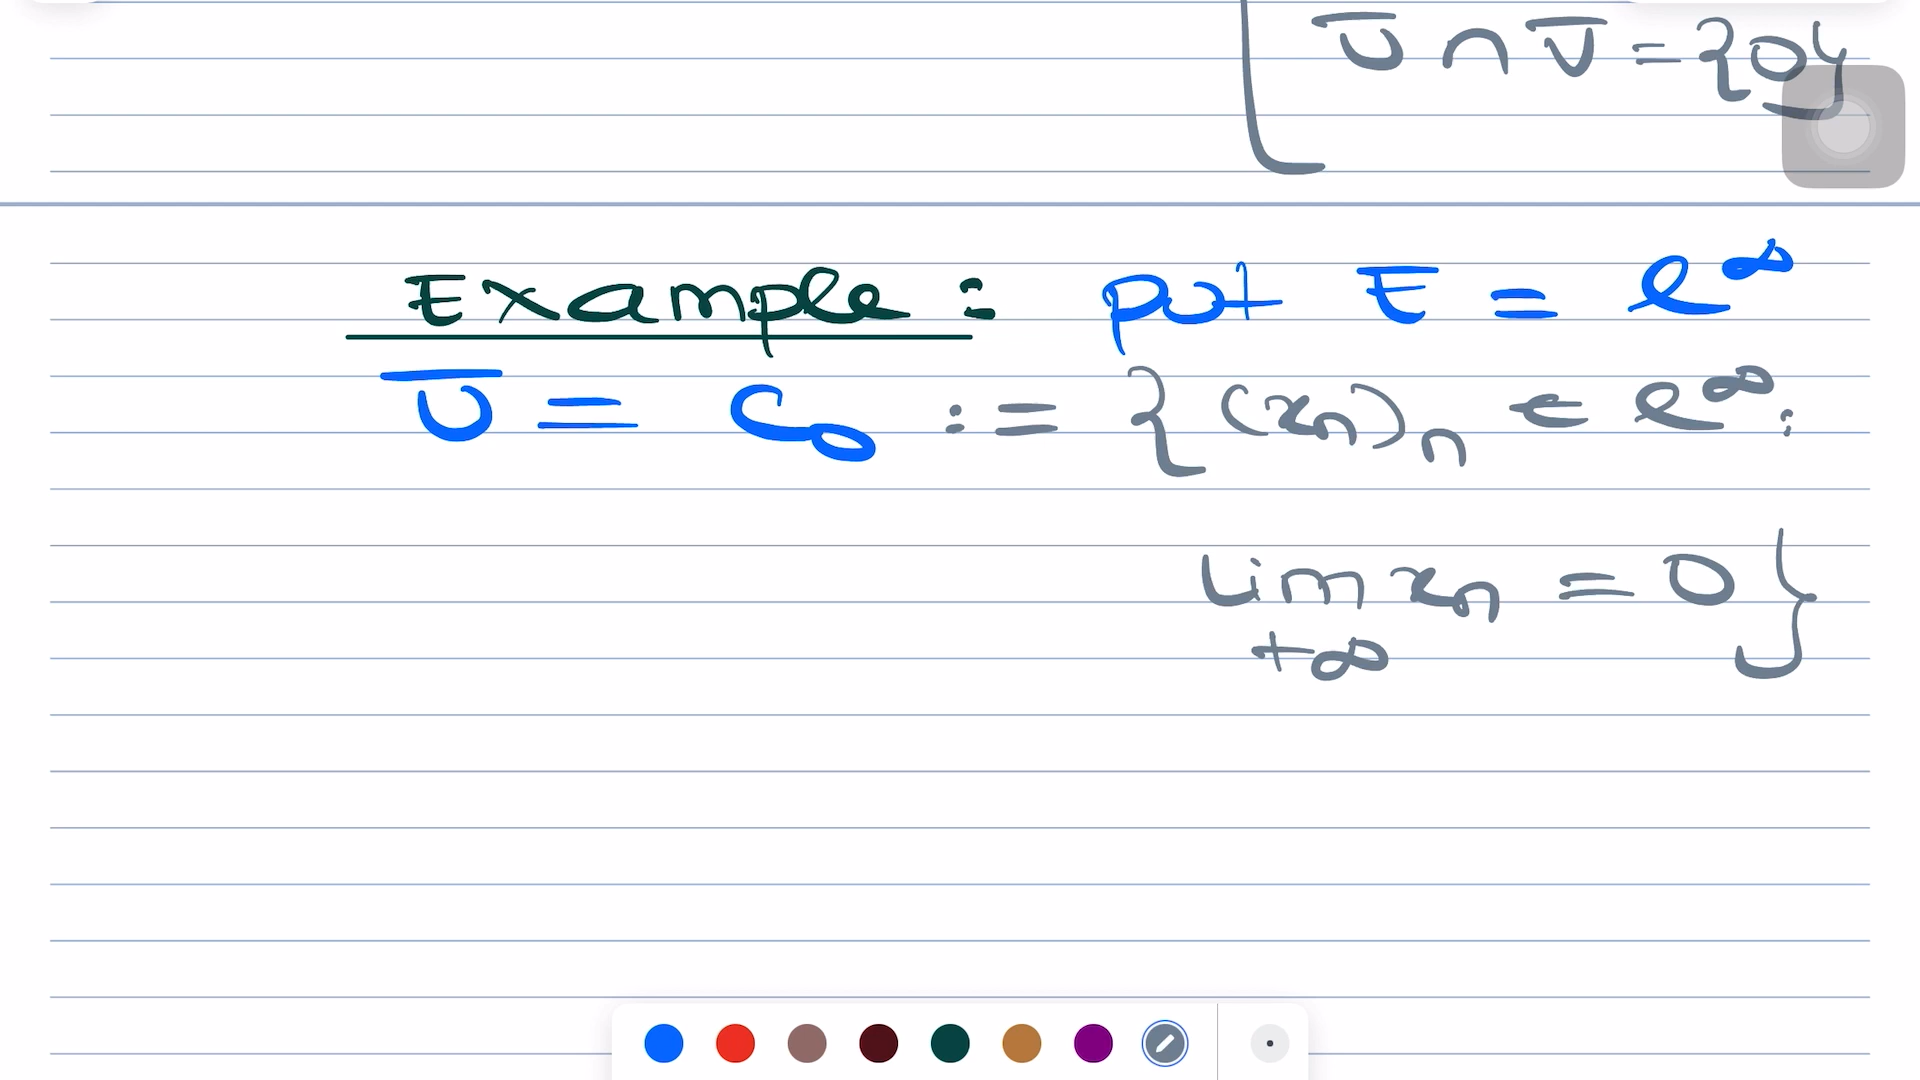 U̅ ∩ V̅ = {0}
Example : put E = ℓ^∞
U̅ = C₀ := { (xₙ)ₙ ∈ ℓ^∞ :
lim xₙ = 0 }
+∞